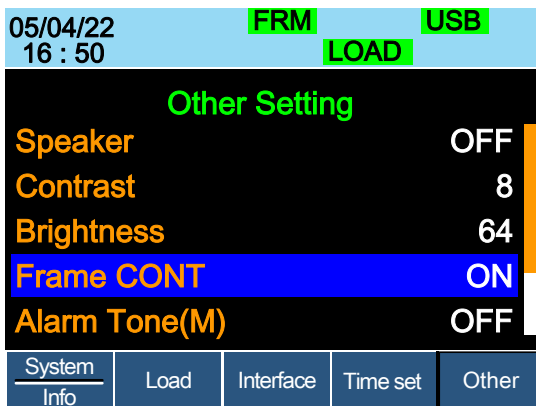 05/04/22 FRM USB
16 : 50 LOAD
Other Setting
Speaker OFF
Contrast 8
Brightness 64
Frame CONT ON
Alarm Tone(M) OFF
System Load Interface Time set Other
Info